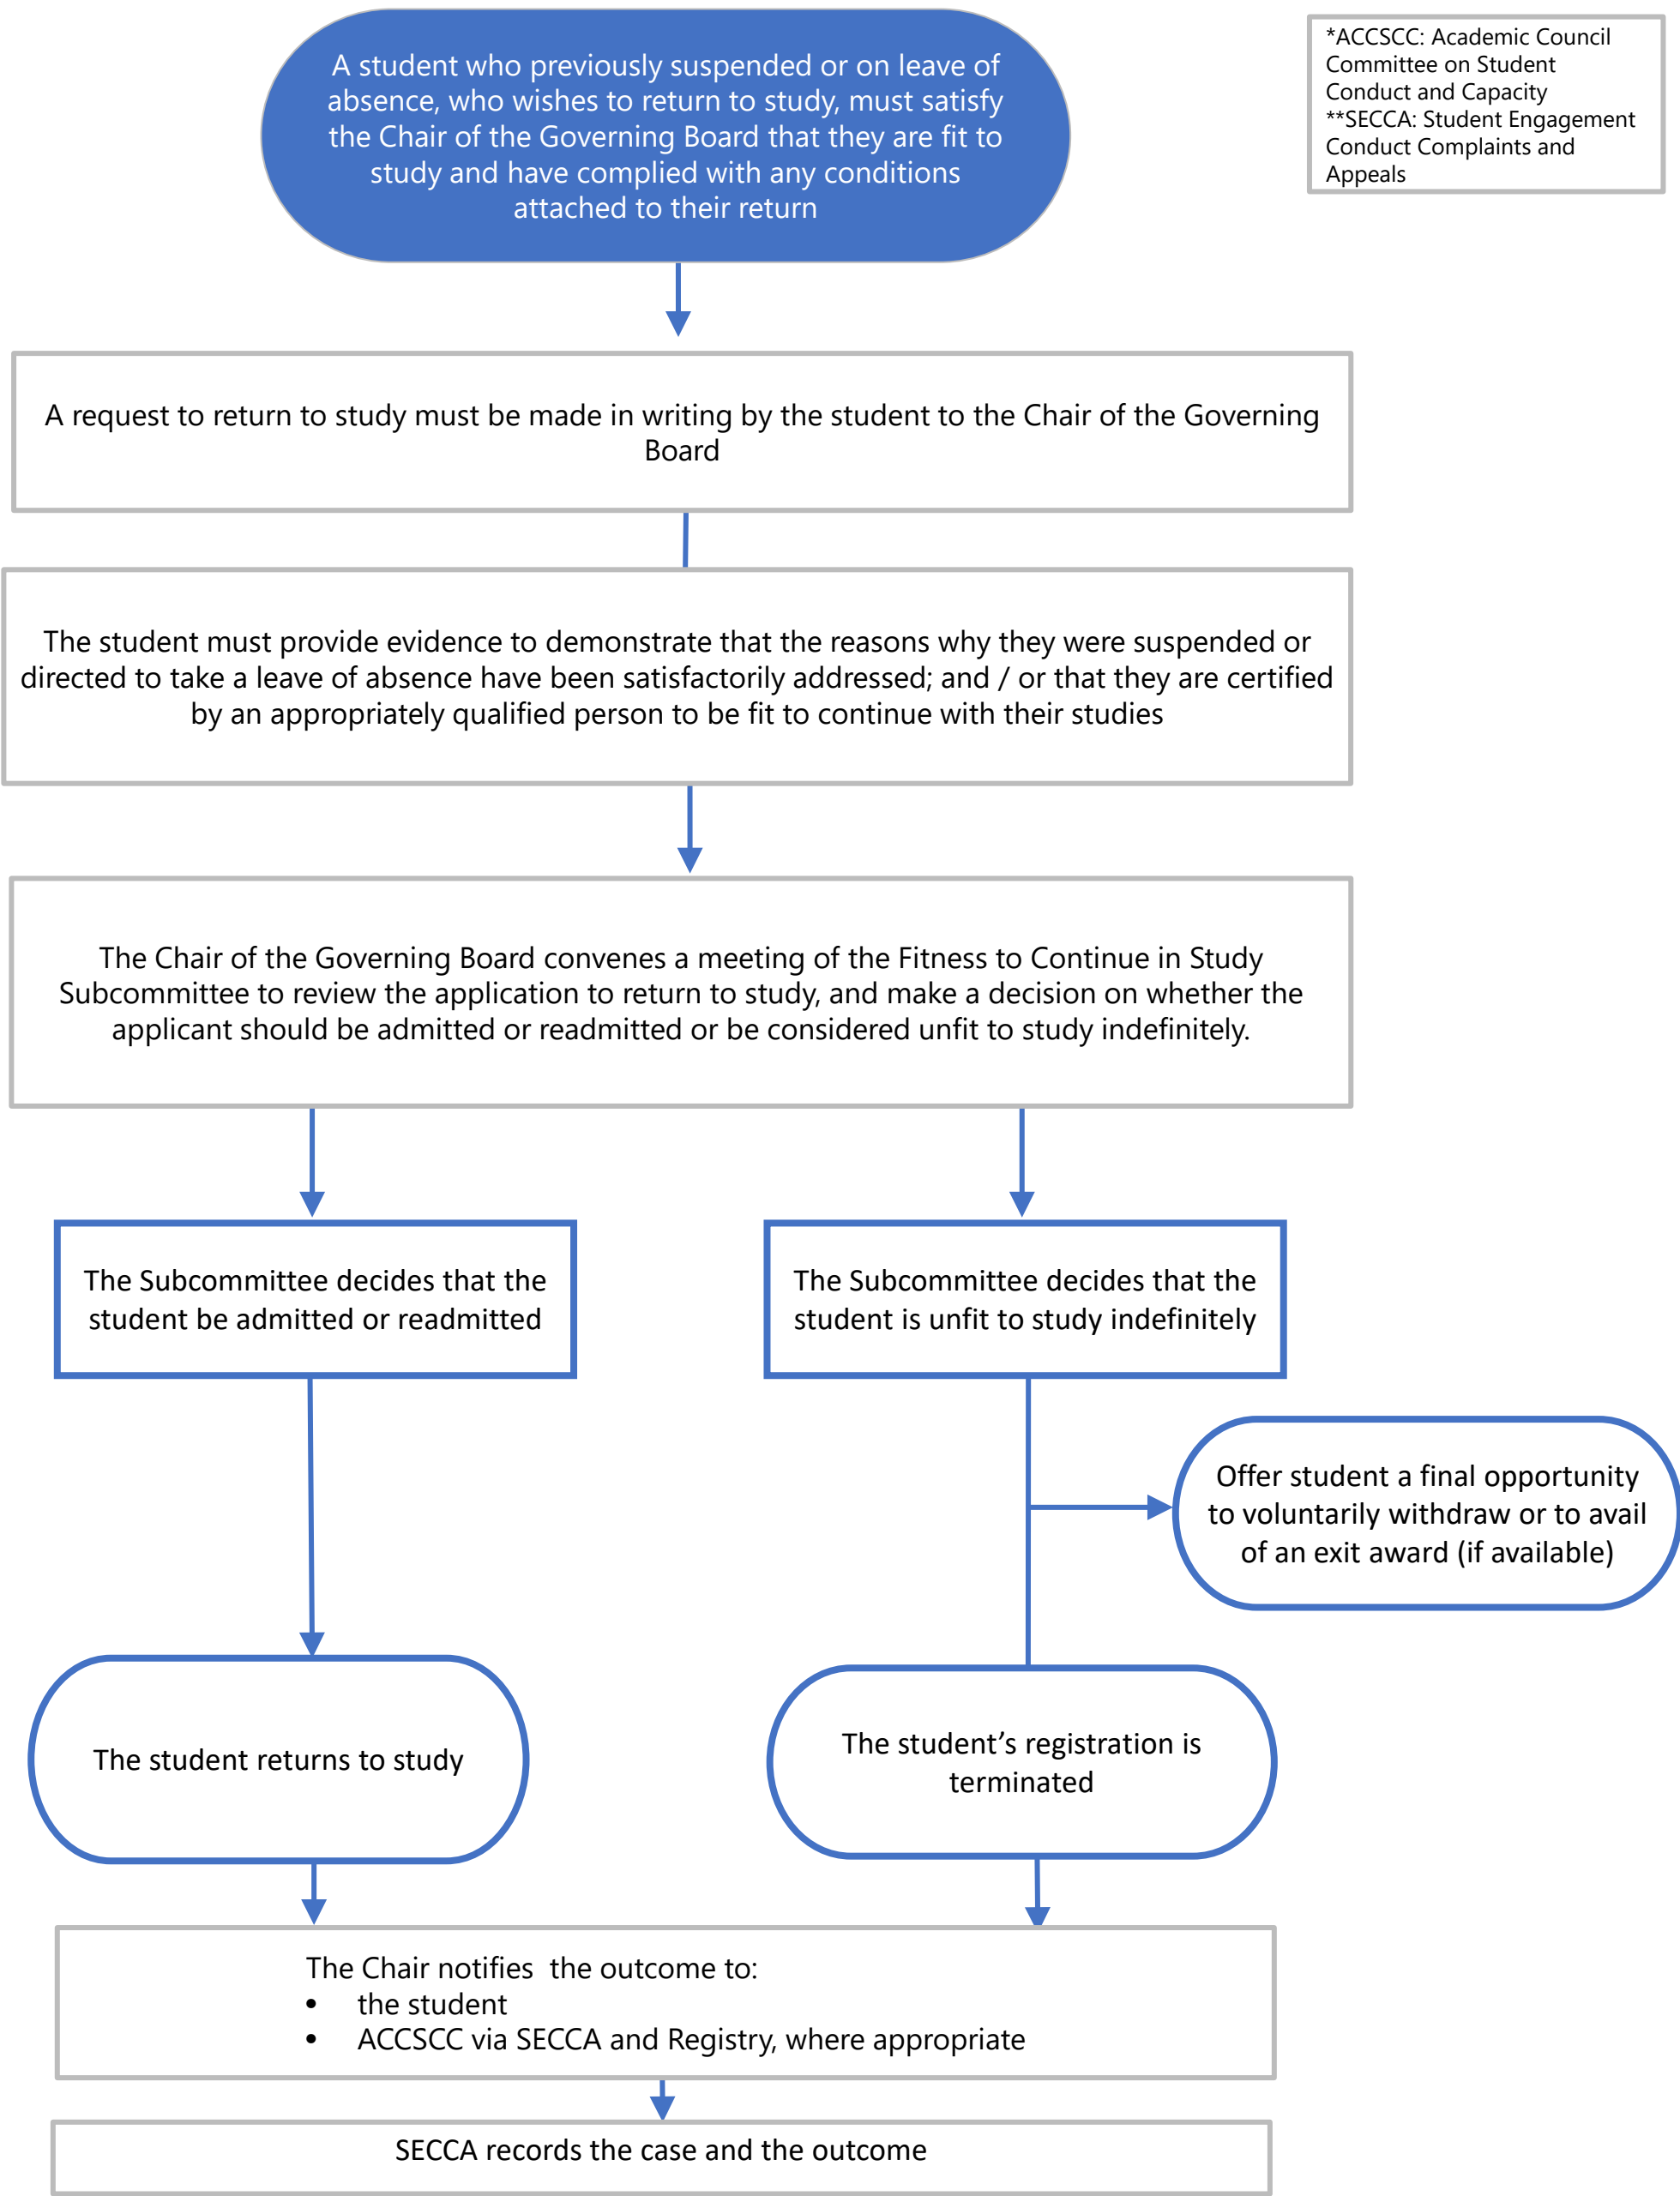 A student who previously suspended or on leave of
absence, who wishes to return to study, must satisfy
the Chair of the Governing Board that they are fit to
study and have complied with any conditions
attached to their return
*ACCSCC: Academic Council
Committee on Student
Conduct and Capacity
**SECCA: Student Engagement
Conduct Complaints and
Appeals
A request to return to study must be made in writing by the student to the Chair of the Governing
Board
The student must provide evidence to demonstrate that the reasons why they were suspended or
directed to take a leave of absence have been satisfactorily addressed; and / or that they are certified
by an appropriately qualified person to be fit to continue with their studies
The Chair of the Governing Board convenes a meeting of the Fitness to Continue in Study
Subcommittee to review the application to return to study, and make a decision on whether the
applicant should be admitted or readmitted or be considered unfit to study indefinitely.
The Subcommittee decides that the
student be admitted or readmitted
The Subcommittee decides that the
student is unfit to study indefinitely
Offer student a final opportunity
to voluntarily withdraw or to avail
of an exit award (if available)
The student returns to study
The student’s registration is
terminated
The Chair notifies the outcome to:
• the student
• ACCSCC via SECCA and Registry, where appropriate
SECCA records the case and the outcome